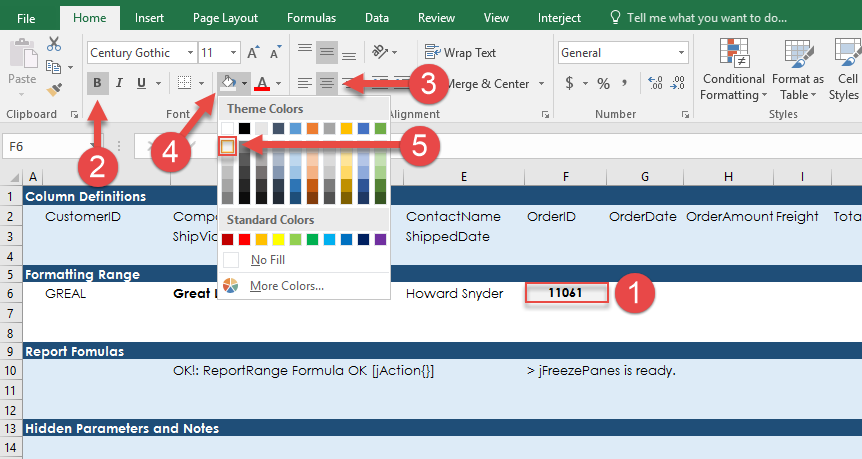 File Home Insert Page Layout Formulas Data Review View Interject Tell me what you want to do...
Paste
Century Gothic 11 A A
B I U A
Wrap Text
Merge & Center
General
$ % , .00 .0
Conditional Formatting
Format as Table
Cell Styles
Clipboard Font Alignment Number Styles
3
2
4
5
1
Theme Colors
Standard Colors
No Fill
More Colors...
F6
A E F G H I
1 Column Definitions
2 CustomerID ContactName OrderID OrderDate OrderAmount Freight
3 ShippedDate
4
5 Formatting Range
6 GREAL Great Howard Snyder 11061
7
8
9 Report Fomulas
10 OK!: ReportRange Formula OK [jAction{}] > jFreezePanes is ready.
11
12
13 Hidden Parameters and Notes
14